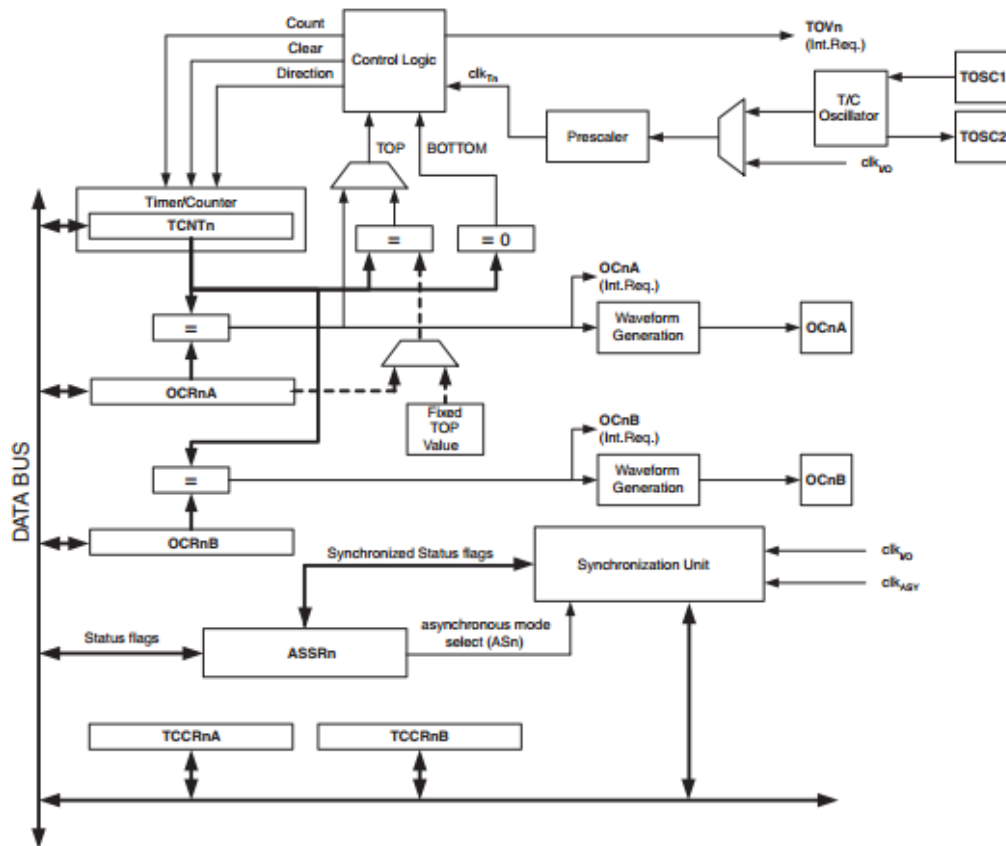 Count
Clear
Direction
Control Logic
TOVn
(Int.Req.)
clkTn
TOSC1
T/C
Oscillator
TOSC2
Prescaler
clkI/O
TOP
BOTTOM
Timer/Counter
TCNTn
=
= 0
OCnA
(Int.Req.)
=
Waveform
Generation
OCnA
OCRnA
Fixed
TOP
Value
OCnB
(Int.Req.)
=
Waveform
Generation
OCnB
DATA BUS
OCRnB
Synchronized Status flags
Synchronization Unit
clkI/O
clkASY
Status flags
ASSRn
asynchronous mode
select (ASn)
TCCRnA
TCCRnB